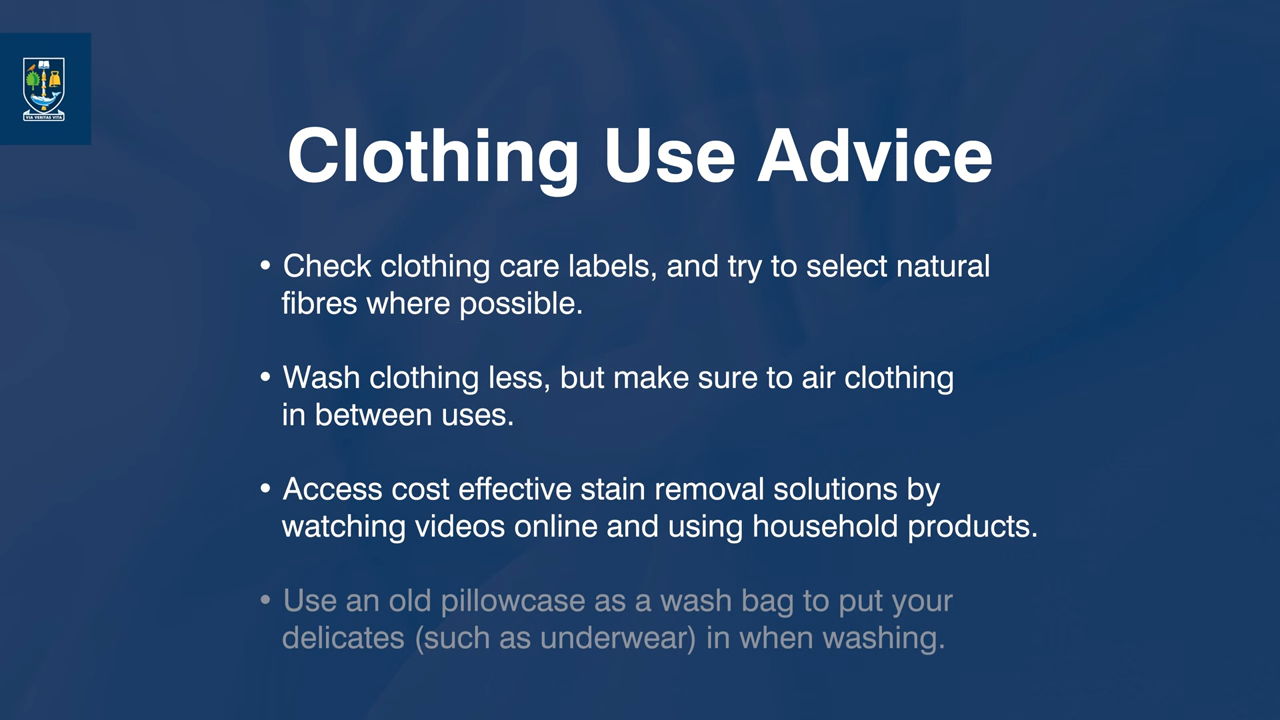 VIA VERITAS VITA
Clothing Use Advice
• Check clothing care labels, and try to select natural
fibres where possible.
• Wash clothing less, but make sure to air clothing
in between uses.
• Access cost effective stain removal solutions by
watching videos online and using household products.
• Use an old pillowcase as a wash bag to put your
delicates (such as underwear) in when washing.